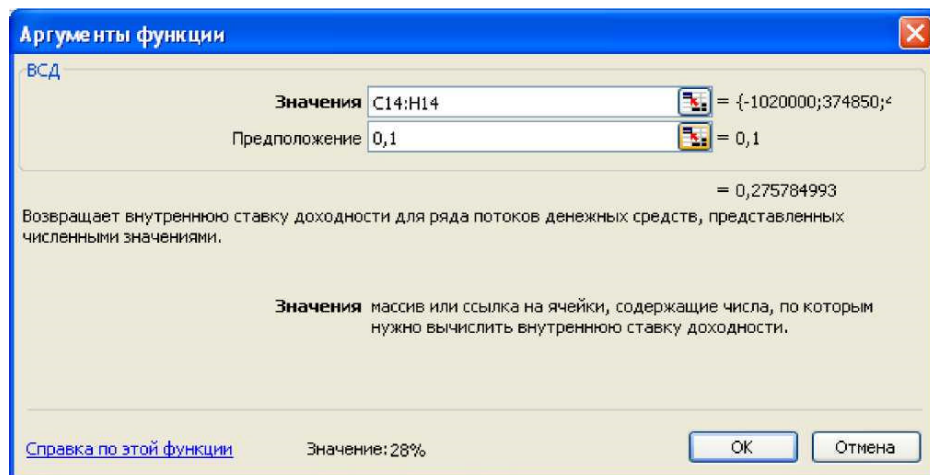 Аргументы функции
ВСД
Значения C14:H14 = {-1020000;374850;
Предположение 0,1 = 0,1
= 0,275784993
Возвращает внутреннюю ставку доходности для ряда потоков денежных средств, представленных
численными значениями.
Значения массив или ссылка на ячейки, содержащие числа, по которым
нужно вычислить внутреннюю ставку доходности.
Справка по этой функции Значение: 28% ОК Отмена